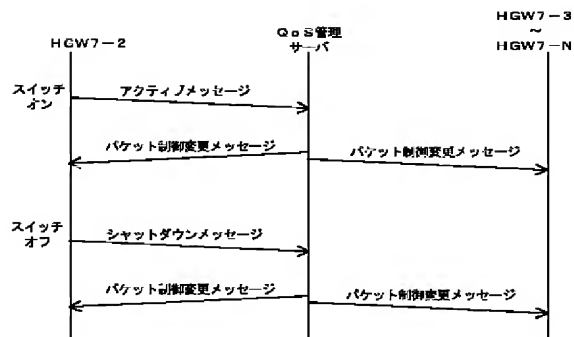 HGW7-2
QoS管理
サーバ
HGW7-3
~
HGW7-N
スイッチ
オン
アクティブメッセージ
パケット制御変更メッセージ
パケット制御変更メッセージ
スイッチ
オフ
シャットダウンメッセージ
パケット制御変更メッセージ
パケット制御変更メッセージ